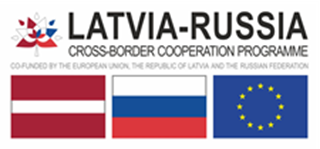 LATVIA-RUSSIA
CROSS-BORDER COOPERATION PROGRAMME
CO-FUNDED BY THE EUROPEAN UNION, THE REPUBLIC OF LATVIA AND THE RUSSIAN FEDERATION